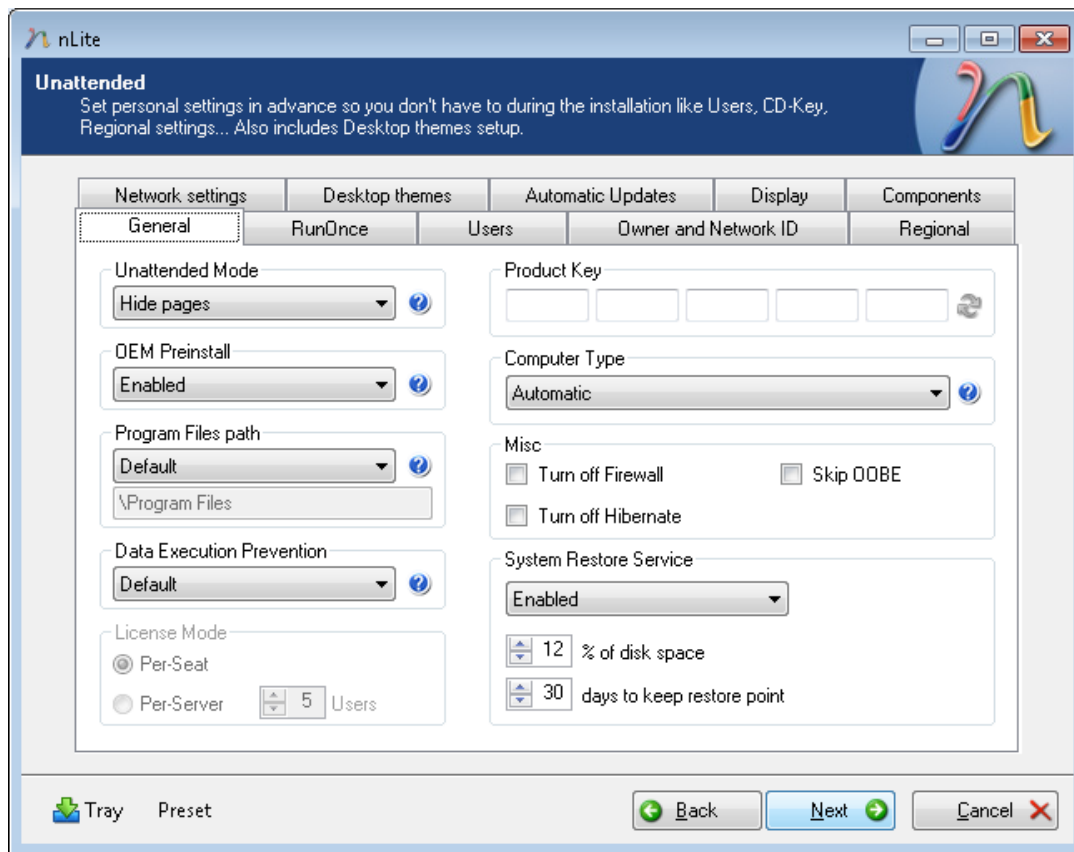 nLite
Unattended
Set personal settings in advance so you don't have to during the installation like Users, CD-Key,
Regional settings... Also includes Desktop themes setup.
Network settings
Desktop themes
Automatic Updates
Display
Components
General
RunOnce
Users
Owner and Network ID
Regional
Unattended Mode
Hide pages
OEM Preinstall
Enabled
Program Files path
Default
\Program Files
Data Execution Prevention
Default
License Mode
Per-Seat
Per-Server
5 Users
Product Key
Computer Type
Automatic
Misc
Turn off Firewall
Skip OOBE
Turn off Hibernate
System Restore Service
Enabled
12 % of disk space
30 days to keep restore point
Tray
Preset
Back
Next
Cancel